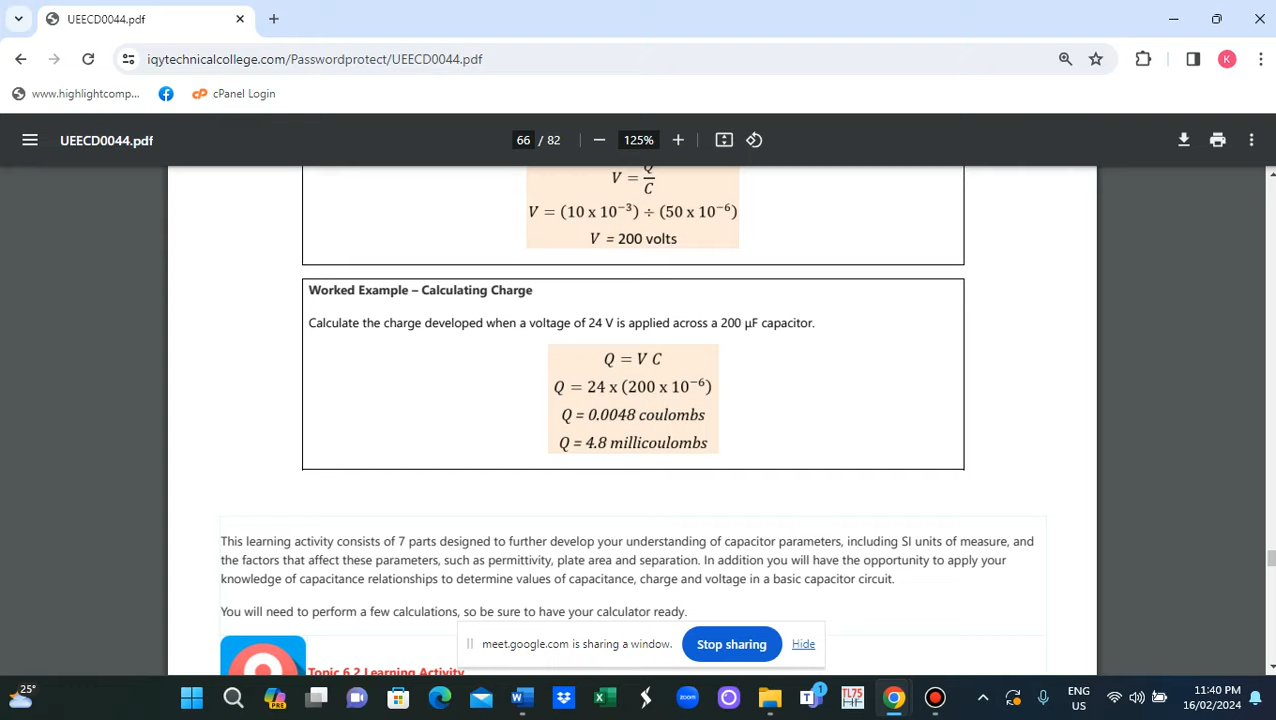 UEECD0044.pdf
iqytechnicalcollege.com/Passwordprotect/UEECD0044.pdf
K
www.highlightcomp...
cPanel Login
UEECD0044.pdf
66 / 82
125%
V = Q/C
V = (10 x 10⁻³) ÷ (50 x 10⁻⁶)
V = 200 volts
Worked Example – Calculating Charge
Calculate the charge developed when a voltage of 24 V is applied across a 200 µF capacitor.
Q = V C
Q = 24 x (200 x 10⁻⁶)
Q = 0.0048 coulombs
Q = 4.8 millicoulombs
This learning activity consists of 7 parts designed to further develop your understanding of capacitor parameters, including SI units of measure, and
the factors that affect these parameters, such as permittivity, plate area and separation. In addition you will have the opportunity to apply your
knowledge of capacitance relationships to determine values of capacitance, charge and voltage in a basic capacitor circuit.
You will need to perform a few calculations, so be sure to have your calculator ready.
meet.google.com is sharing a window.
Stop sharing
Hide
Topic 6.2 Learning Activity
25°
PRE
zoom
1
TL75
ENG
US
11:40 PM
16/02/2024